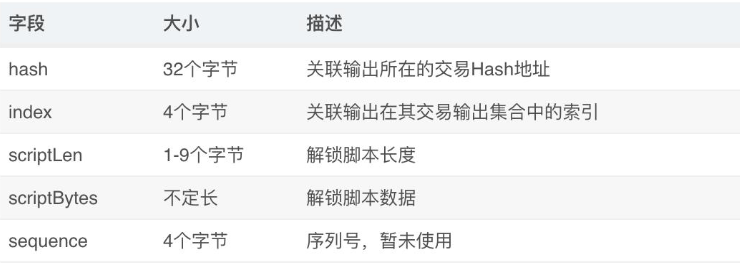 字段 大小 描述
hash 32个字节 关联输出所在的交易Hash地址
index 4个字节 关联输出在其交易输出集合中的索引
scriptLen 1-9个字节 解锁脚本长度
scriptBytes 不定长 解锁脚本数据
sequence 4个字节 序列号，暂未使用